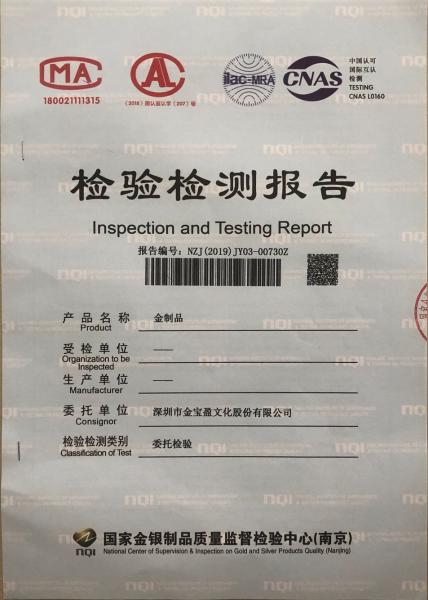 MA
180021111315
AL
(2018)国认监认字(207)号
ilac-MRA
CNAS
中国认可
国际互认
检测
TESTING
CNAS L0160
检验检测报告
Inspection and Testing Report
报告编号：NZJ(2019)JY03-00730Z
产品名称
金制品
Product
受检单位
——
Organization to be
Inspected
生产单位
——
Manufacturer
委托单位
深圳市金宝盈文化股份有限公司
Consignor
检验检测类别
委托检验
Classification of Test
nqi
国家金银制品质量监督检验中心(南京)
National Center of Supervision & Inspection on Gold and Silver Products Quality (Nanjing)